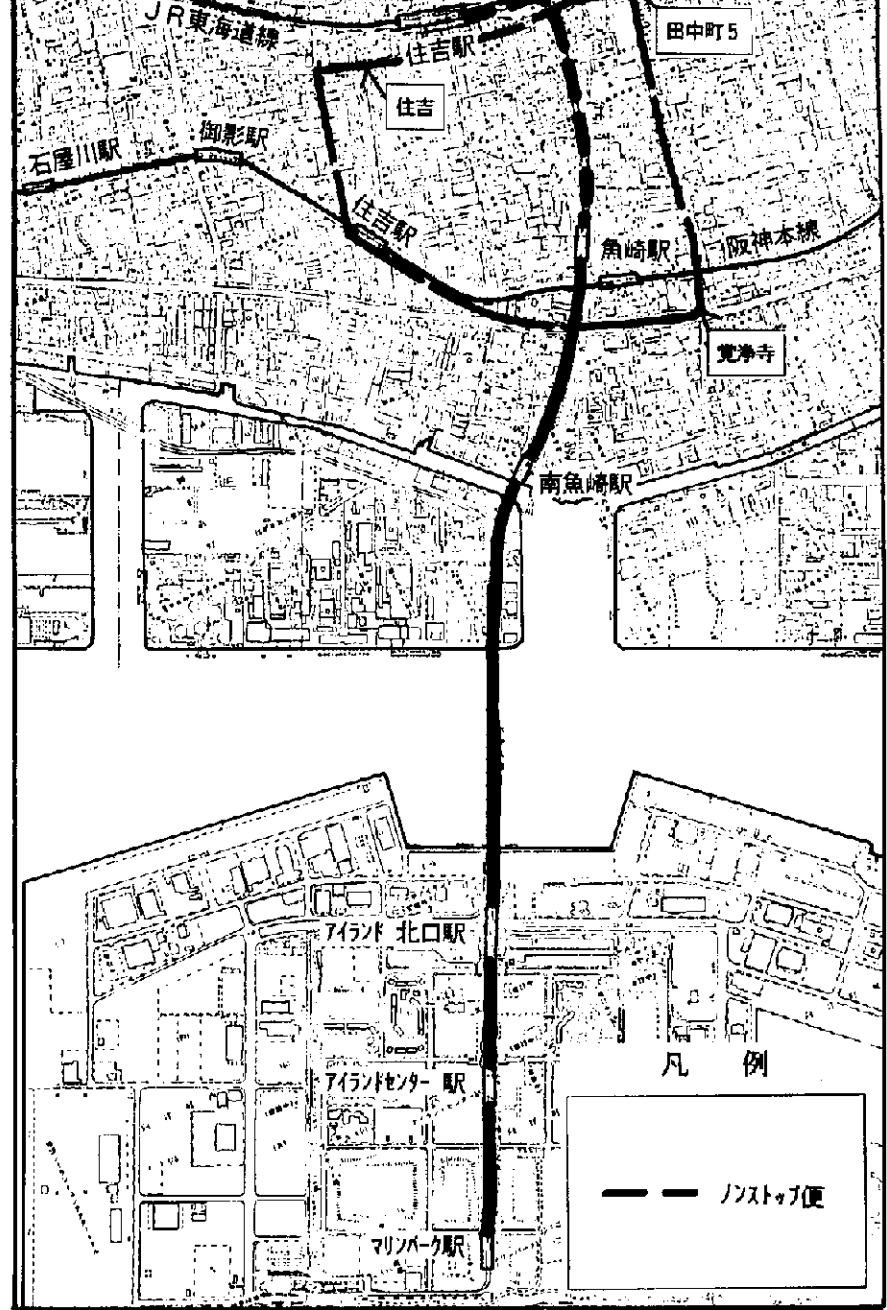 JR東海道線
住吉駅
田中町5
住吉
御影駅
石屋川駅
住吉駅
魚崎駅
阪神本線
覚浄寺
南魚崎駅
アイランド 北口駅
凡 例
アイランドセンター 駅
ノンストップ便
マリンパーク駅